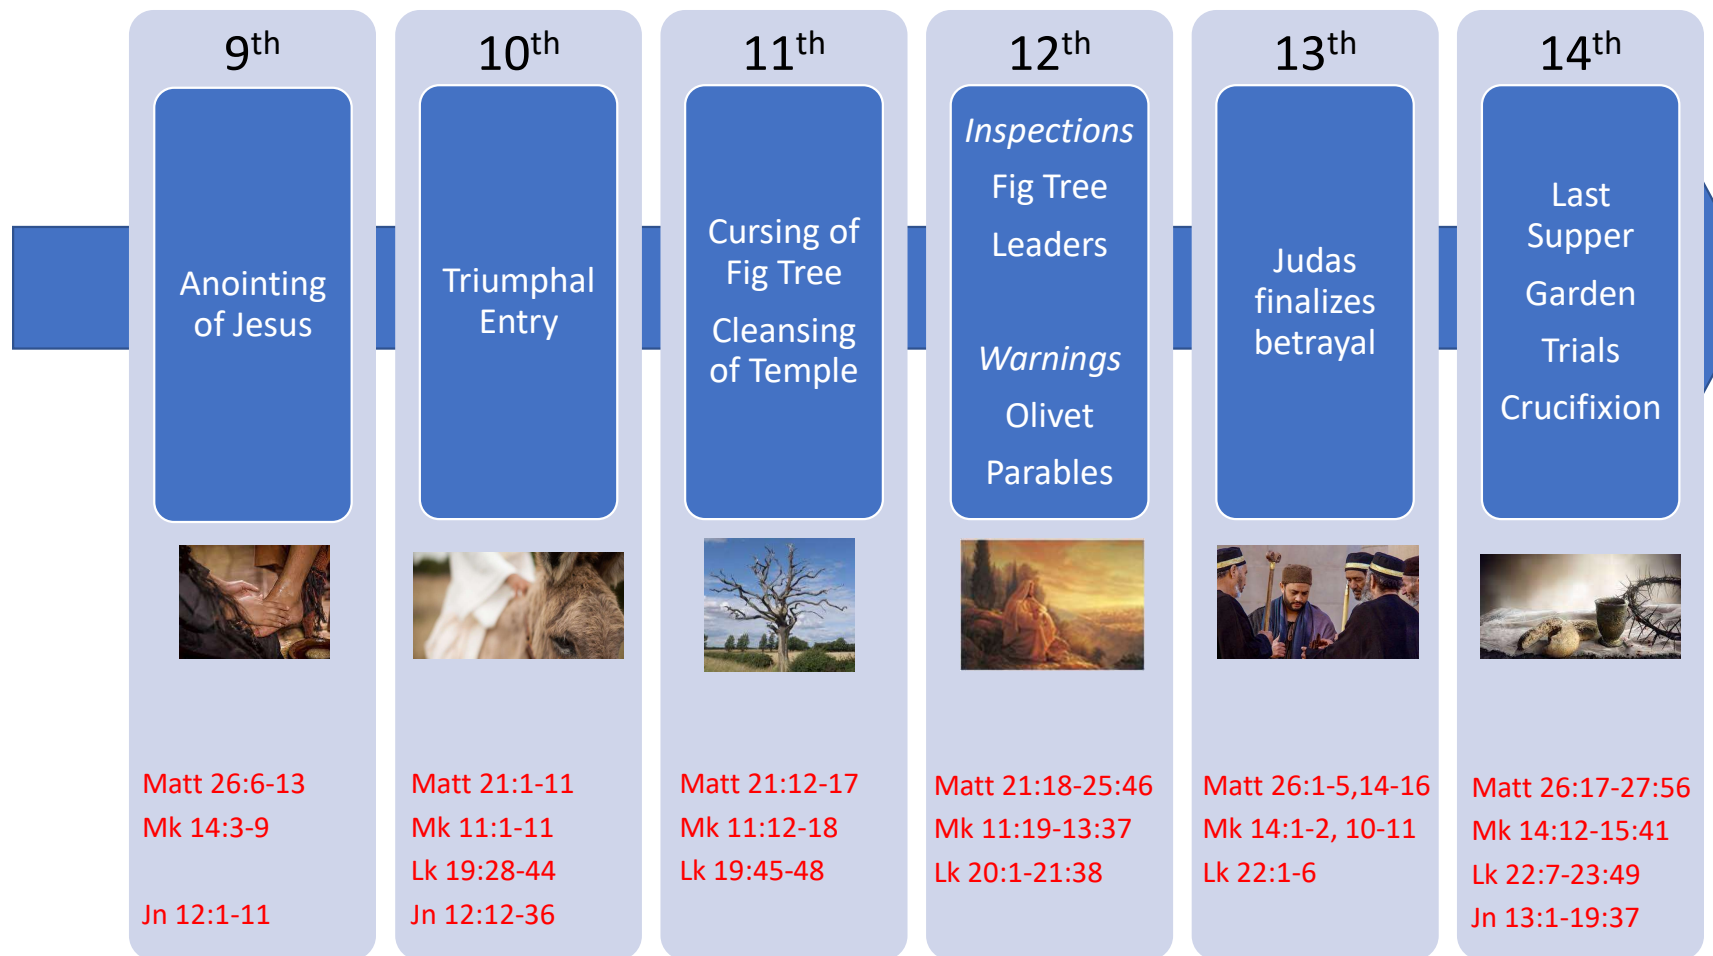 9th
Anointing
of Jesus
Matt 26:6-13
Mk 14:3-9
Jn 12:1-11
10th
Triumphal
Entry
Matt 21:1-11
Mk 11:1-11
Lk 19:28-44
Jn 12:12-36
11th
Cursing of
Fig Tree
Cleansing
of Temple
Matt 21:12-17
Mk 11:12-18
Lk 19:45-48
12th
Inspections
Fig Tree
Leaders
Warnings
Olivet
Parables
Matt 21:18-25:46
Mk 11:19-13:37
Lk 20:1-21:38
13th
Judas
finalizes
betrayal
Matt 26:1-5,14-16
Mk 14:1-2, 10-11
Lk 22:1-6
14th
Last
Supper
Garden
Trials
Crucifixion
Matt 26:17-27:56
Mk 14:12-15:41
Lk 22:7-23:49
Jn 13:1-19:37